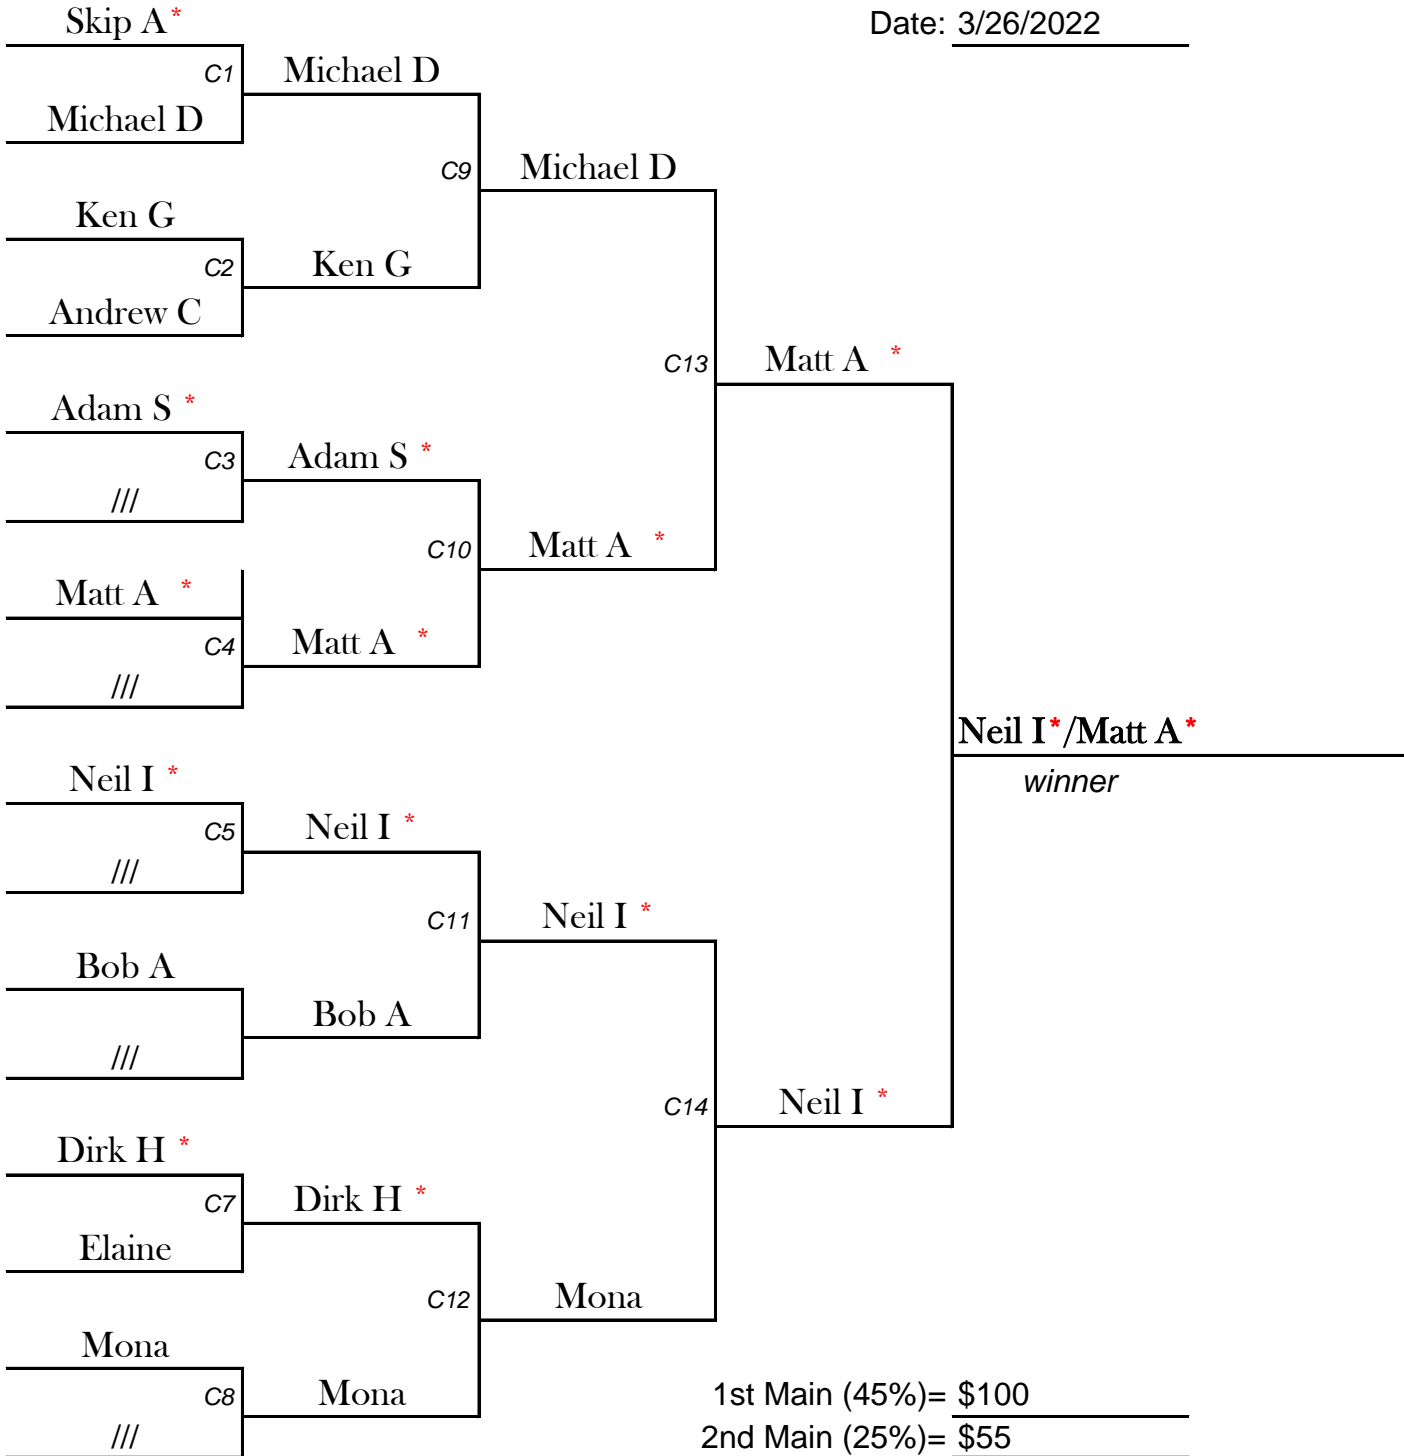 Skip A *
Date: 3/26/2022
C1 Michael D
Michael D
C9 Michael D
Ken G
C2 Ken G
Andrew C
C13 Matt A *
Adam S *
C3 Adam S *
///
C10 Matt A *
Matt A *
C4 Matt A *
///
Neil I*/Matt A*
winner
Neil I *
C5 Neil I *
///
C11 Neil I *
Bob A
Bob A
///
C14 Neil I *
Dirk H *
C7 Dirk H *
Elaine
C12 Mona
Mona
C8 Mona
///
1st Main (45%)= $100
2nd Main (25%)= $55